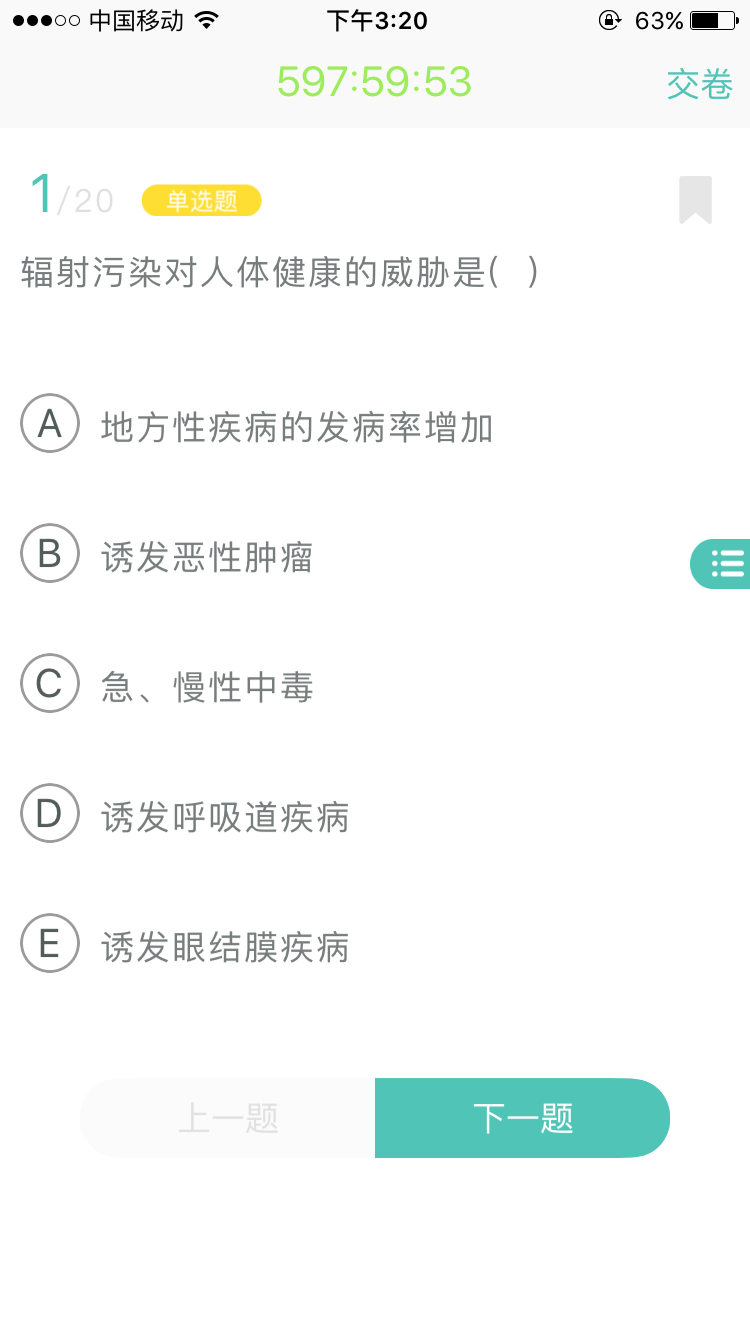 中国移动 下午3:20 63%
597:59:53 交卷
1/20 单选题
辐射污染对人体健康的威胁是( )
A 地方性疾病的发病率增加
B 诱发恶性肿瘤
C 急、慢性中毒
D 诱发呼吸道疾病
E 诱发眼结膜疾病
上一题 下一题